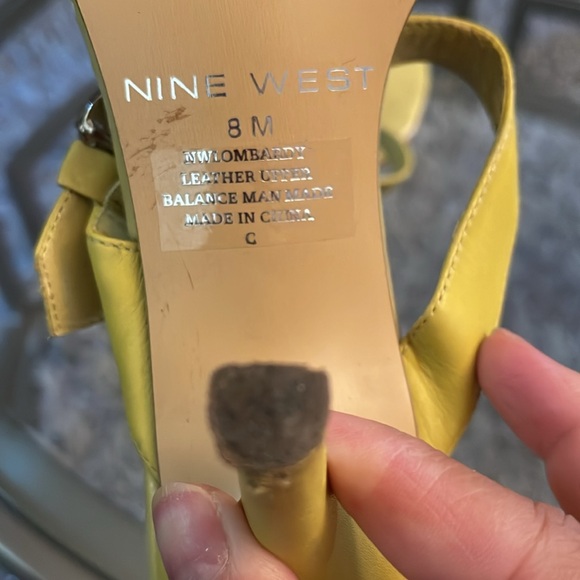 NINE WEST
8 M
NWLOMBARDY
LEATHER UPPER
BALANCE MAN MADE
MADE IN CHINA
C